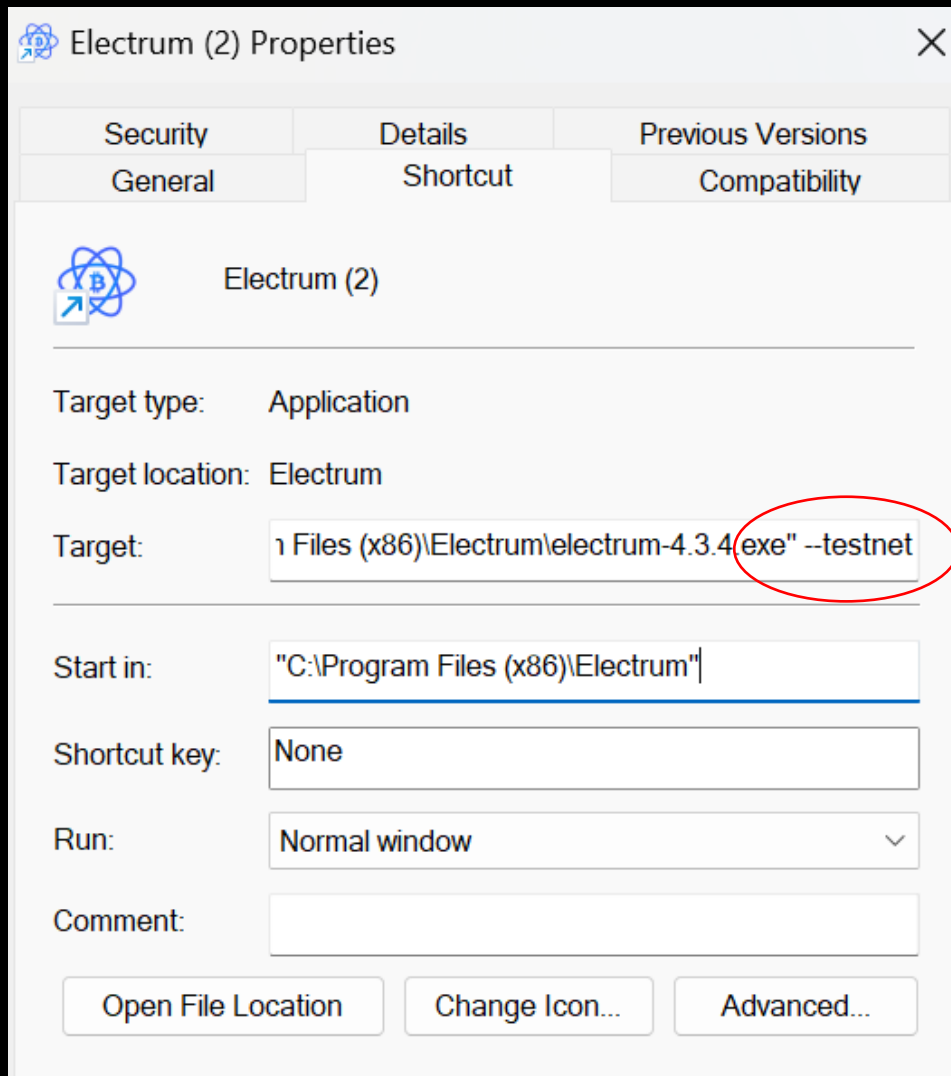 Electrum (2) Properties
Security Details Previous Versions
General Shortcut Compatibility
Electrum (2)
Target type: Application
Target location: Electrum
Target: n Files (x86)\Electrum\electrum-4.3.4.exe" --testnet
Start in: "C:\Program Files (x86)\Electrum"
Shortcut key: None
Run: Normal window
Comment:
Open File Location Change Icon... Advanced...